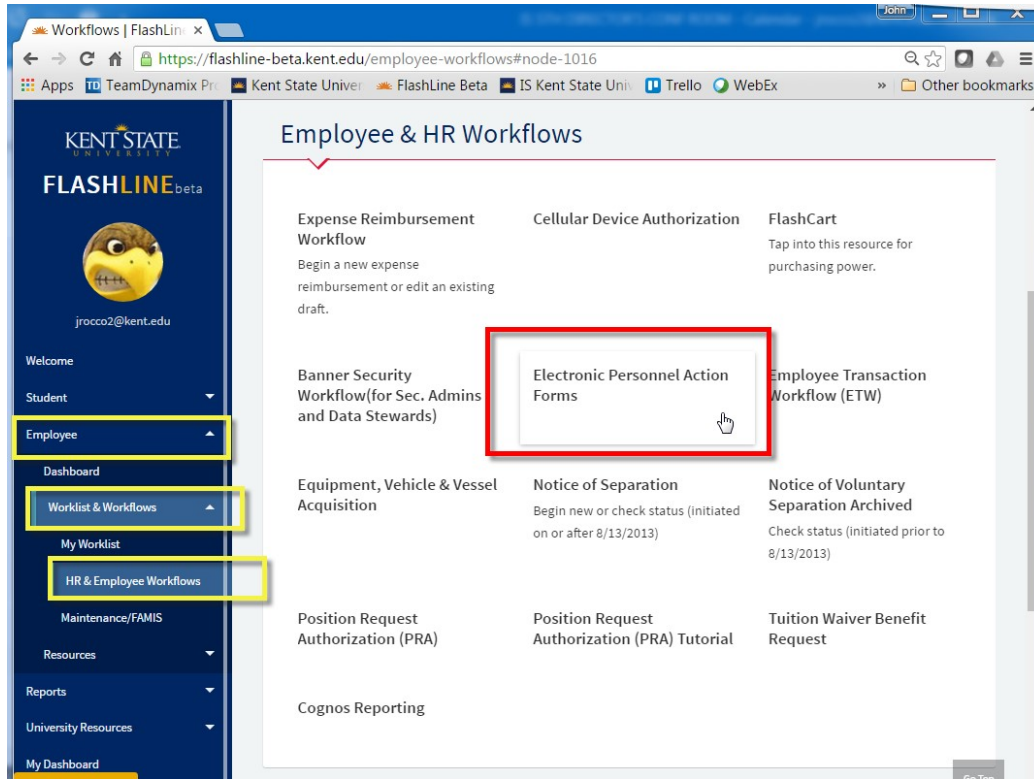 John
Workflows | FlashLin
https://flashline-beta.kent.edu/employee-workflows#node-1016
Apps
TeamDynamix Pr
Kent State Univer
FlashLine Beta
IS Kent State Univ
Trello
WebEx
»
Other bookmarks
KENT STATE
UNIVERSITY
FLASHLINE beta
jrocco2@kent.edu
Welcome
Student
Employee
Dashboard
Worklist & Workflows
My Worklist
HR & Employee Workflows
Maintenance/FAMIS
Resources
Reports
University Resources
My Dashboard
Employee & HR Workflows
Expense Reimbursement
Workflow
Begin a new expense
reimbursement or edit an existing
draft.
Cellular Device Authorization
FlashCart
Tap into this resource for
purchasing power.
Banner Security
Workflow(for Sec. Admins
and Data Stewards)
Electronic Personnel Action
Forms
Employee Transaction
Workflow (ETW)
Equipment, Vehicle & Vessel
Acquisition
Notice of Separation
Begin new or check status (initiated
on or after 8/13/2013)
Notice of Voluntary
Separation Archived
Check status (initiated prior to
8/13/2013)
Position Request
Authorization (PRA)
Position Request
Authorization (PRA) Tutorial
Tuition Waiver Benefit
Request
Cognos Reporting
Go Top